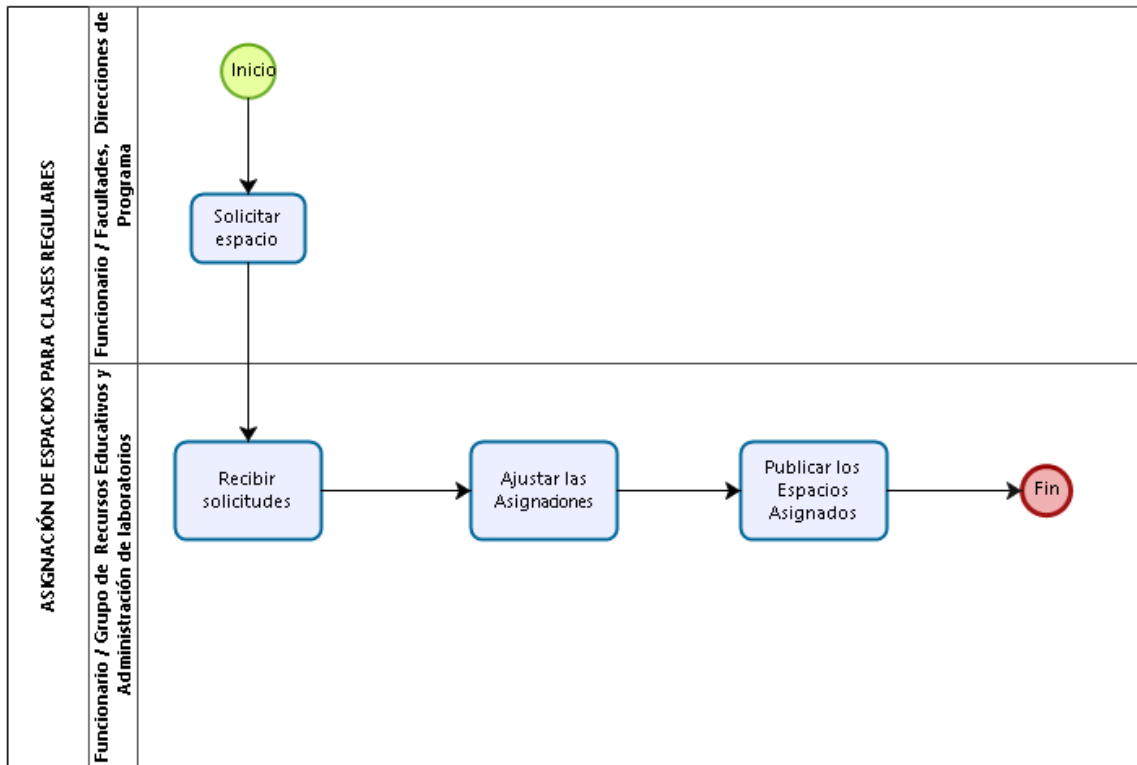 ASIGNACIÓN DE ESPACIOS PARA CLASES REGULARES
Funcionario / Facultades, Direcciones de
Programa
Inicio
Solicitar
espacio
Funcionario / Grupo de Recursos Educativos y
Administración de laboratorios
Recibir
solicitudes
Ajustar las
Asignaciones
Publicar los
Espacios
Asignados
Fin